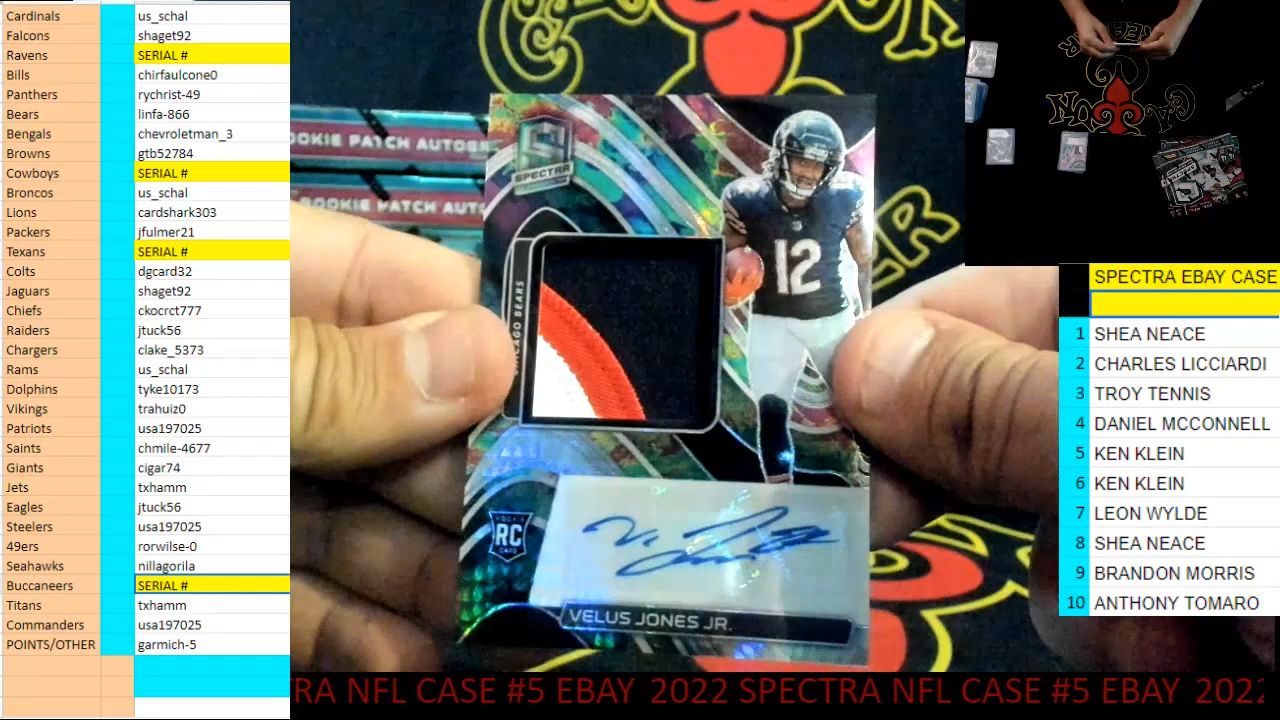 Cardinals us_schal
Falcons shaget92
Ravens SERIAL #
Bills chirfaulcone0
Panthers rychrist-49
Bears linfa-866
Bengals chevroletman_3
Browns gtb52784
Cowboys SERIAL #
Broncos us_schal
Lions cardshark303
Packers jfulmer21
Texans SERIAL #
Colts dgcard32
Jaguars shaget92
Chiefs ckocrct777
Raiders jtuck56
Chargers clake_5373
Rams us_schal
Dolphins tyke10173
Vikings trahuiz0
Patriots usa197025
Saints chmile-4677
Giants cigar74
Jets txhamm
Eagles jtuck56
Steelers usa197025
49ers rorwilse-0
Seahawks nillagorila
Buccaneers SERIAL #
Titans txhamm
Commanders usa197025
POINTS/OTHER garmich-5
OOKIE PATCH AUTOGS
ROOKIE PATCH AUTO
SPECTRA
12
CHICAGO BEARS
ROOKIE
RC
CARD
VELUS JONES JR.
SPECTRA EBAY CASE
1 SHEA NEACE
2 CHARLES LICCIARDI
3 TROY TENNIS
4 DANIEL MCCONNELL
5 KEN KLEIN
6 KEN KLEIN
7 LEON WYLDE
8 SHEA NEACE
9 BRANDON MORRIS
10 ANTHONY TOMARO
RA NFL CASE #5 EBAY 2022 SPECTRA NFL CASE #5 EBAY 2022